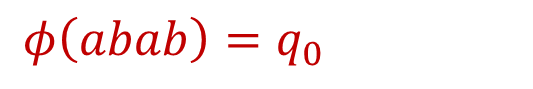 ϕ(abab) = q₀